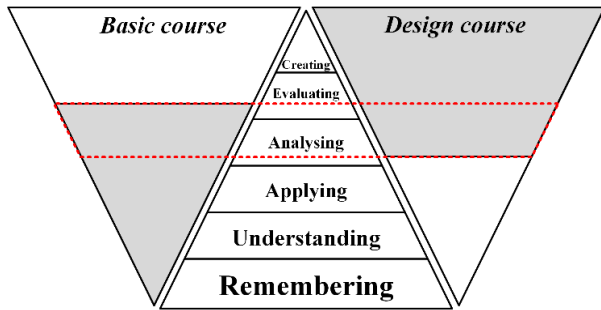 Basic course
Design course
Creating
Evaluating
Analysing
Applying
Understanding
Remembering